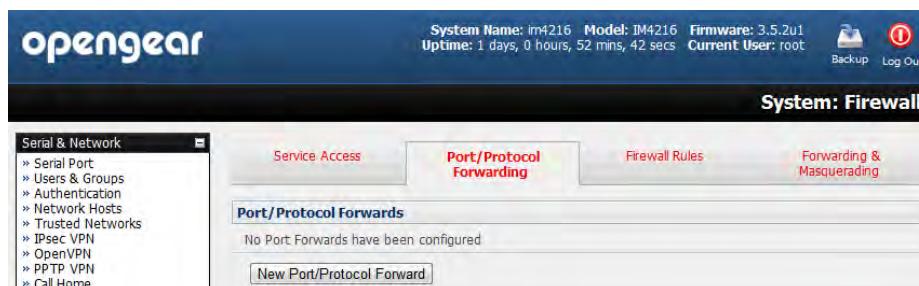 opengear
System Name: im4216 Model: IM4216 Firmware: 3.5.2u1
Uptime: 1 days, 0 hours, 52 mins, 42 secs Current User: root
Backup
Log Ou
System: Firewall
Serial & Network
» Serial Port
» Users & Groups
» Authentication
» Network Hosts
» Trusted Networks
» IPsec VPN
» OpenVPN
» PPTP VPN
» Call Home
Service Access
Port/Protocol
Forwarding
Firewall Rules
Forwarding &
Masquerading
Port/Protocol Forwards
No Port Forwards have been configured
New Port/Protocol Forward